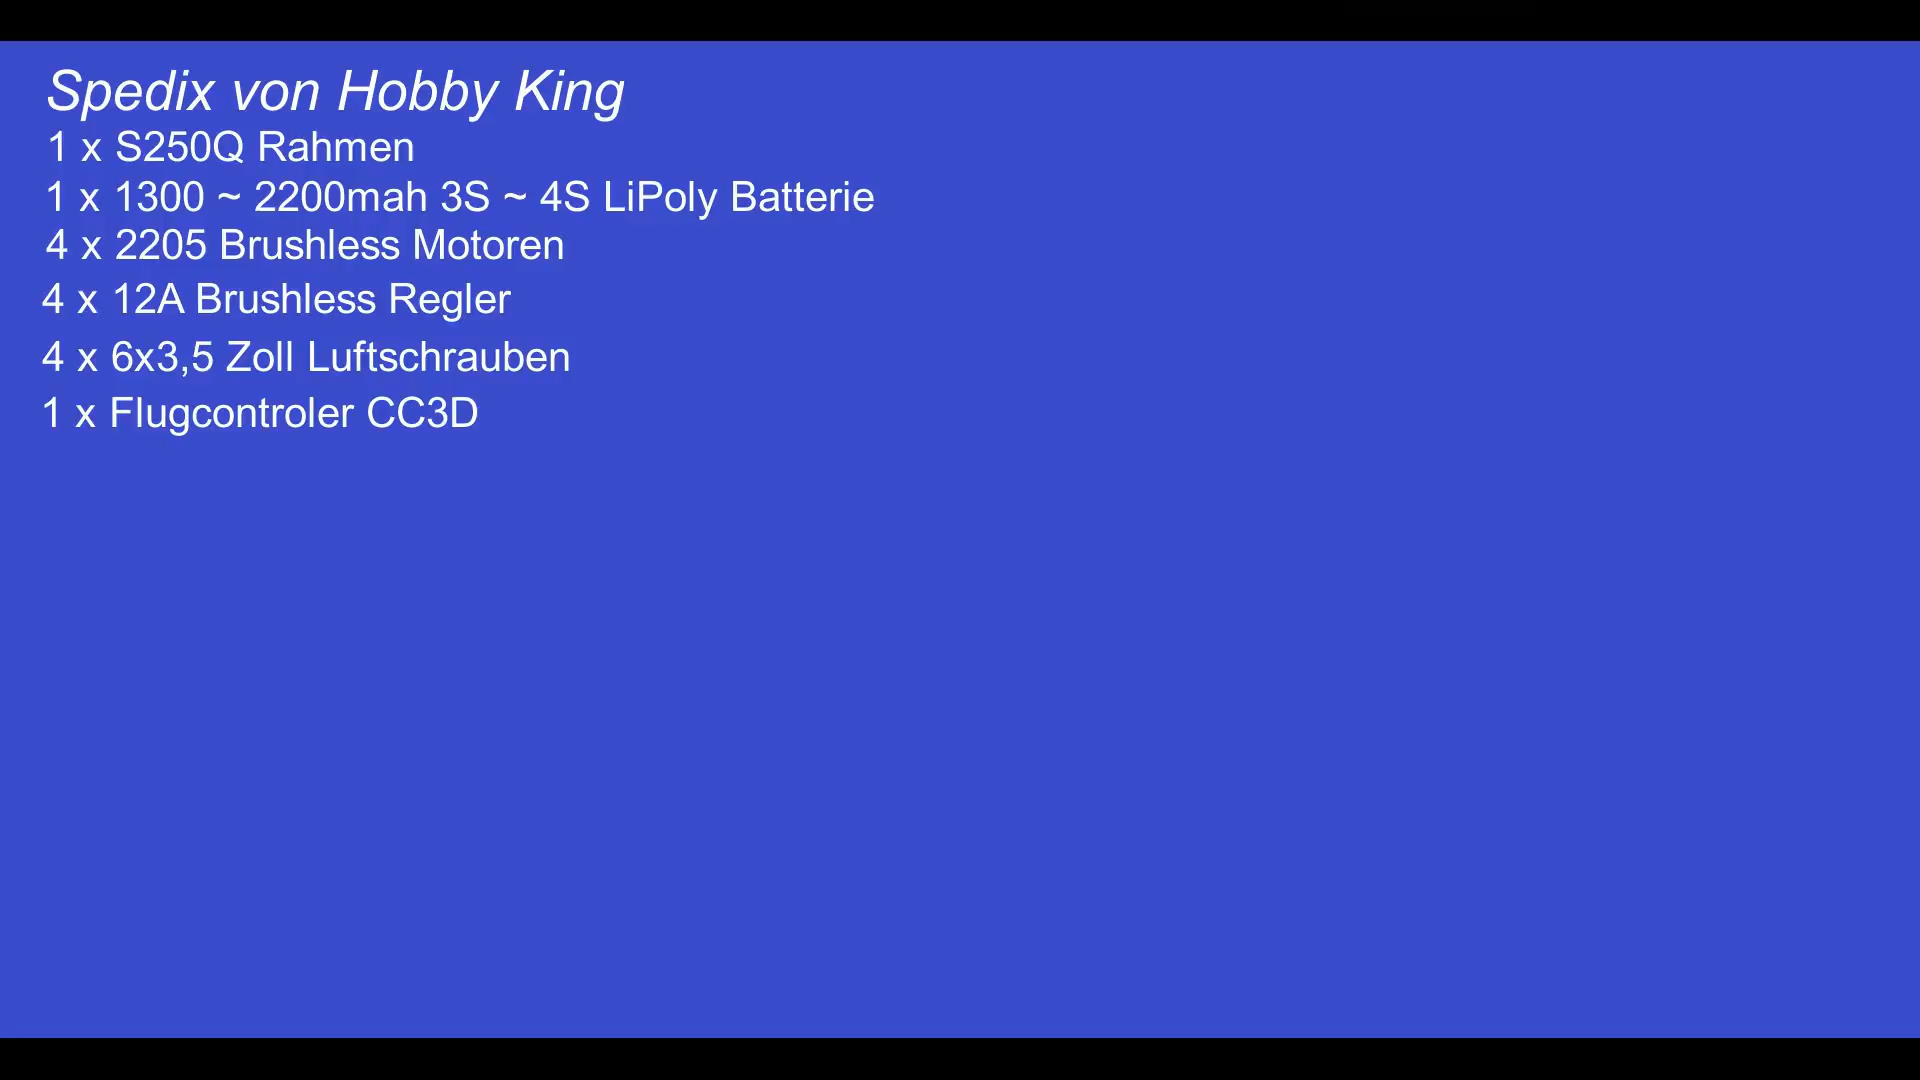 Spedix von Hobby King
1 x S250Q Rahmen
1 x 1300 ~ 2200mah 3S ~ 4S LiPoly Batterie
4 x 2205 Brushless Motoren
4 x 12A Brushless Regler
4 x 6x3,5 Zoll Luftschrauben
1 x Flugcontroler CC3D